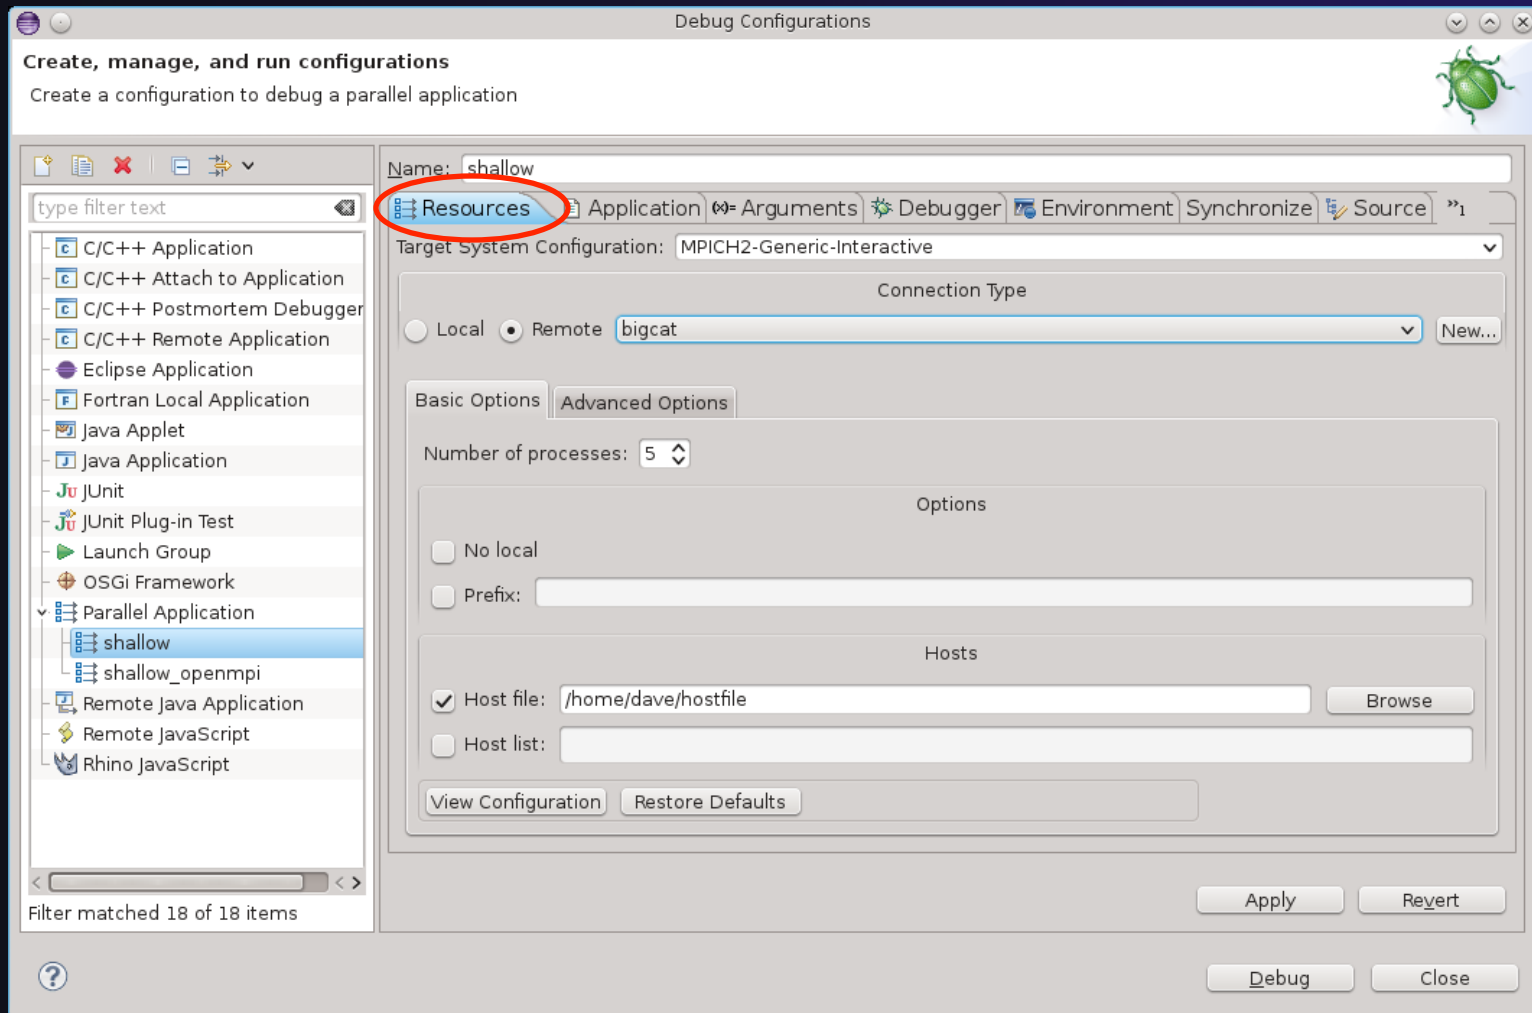 Debug Configurations
Create, manage, and run configurations
Create a configuration to debug a parallel application
type filter text
C/C++ Application
C/C++ Attach to Application
C/C++ Postmortem Debugger
C/C++ Remote Application
Eclipse Application
Fortran Local Application
Java Applet
Java Application
JUnit
JUnit Plug-in Test
Launch Group
OSGi Framework
Parallel Application
shallow
shallow_openmpi
Remote Java Application
Remote JavaScript
Rhino JavaScript
Filter matched 18 of 18 items
Name: shallow
Resources Application (x)= Arguments Debugger Environment Synchronize Source »1
Target System Configuration: MPICH2-Generic-Interactive
Connection Type
Local Remote bigcat New...
Basic Options Advanced Options
Number of processes: 5
Options
No local
Prefix:
Hosts
Host file: /home/dave/hostfile Browse
Host list:
View Configuration Restore Defaults
Apply Revert
? Debug Close